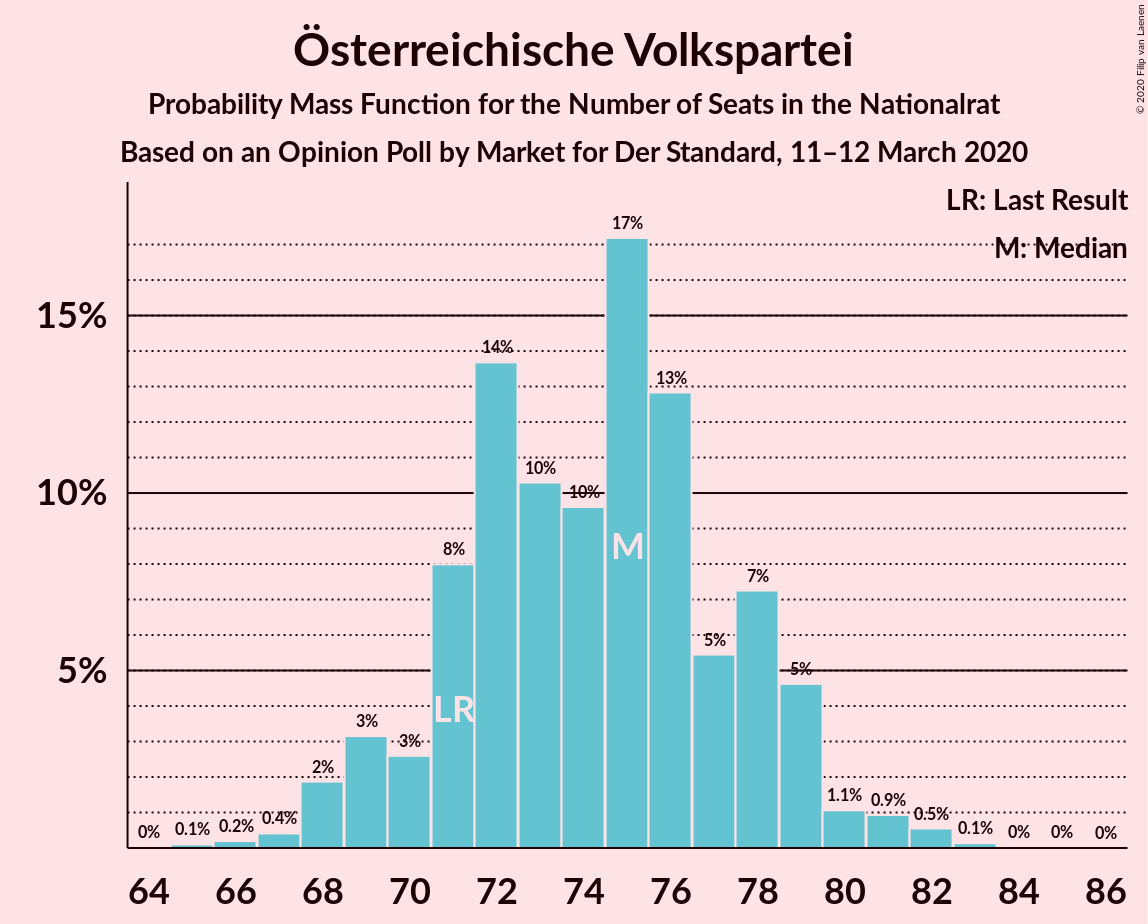 Österreichische Volkspartei
Probability Mass Function for the Number of Seats in the Nationalrat
Based on an Opinion Poll by Market for Der Standard, 11–12 March 2020
© 2020 Filip van Laenen
LR: Last Result
M: Median
15%
10%
5%
0%
0.1%
0.2%
0.4%
2%
3%
3%
8%
14%
10%
10%
17%
13%
5%
7%
5%
1.1%
0.9%
0.5%
0.1%
0%
0%
0%
LR
M
64 66 68 70 72 74 76 78 80 82 84 86